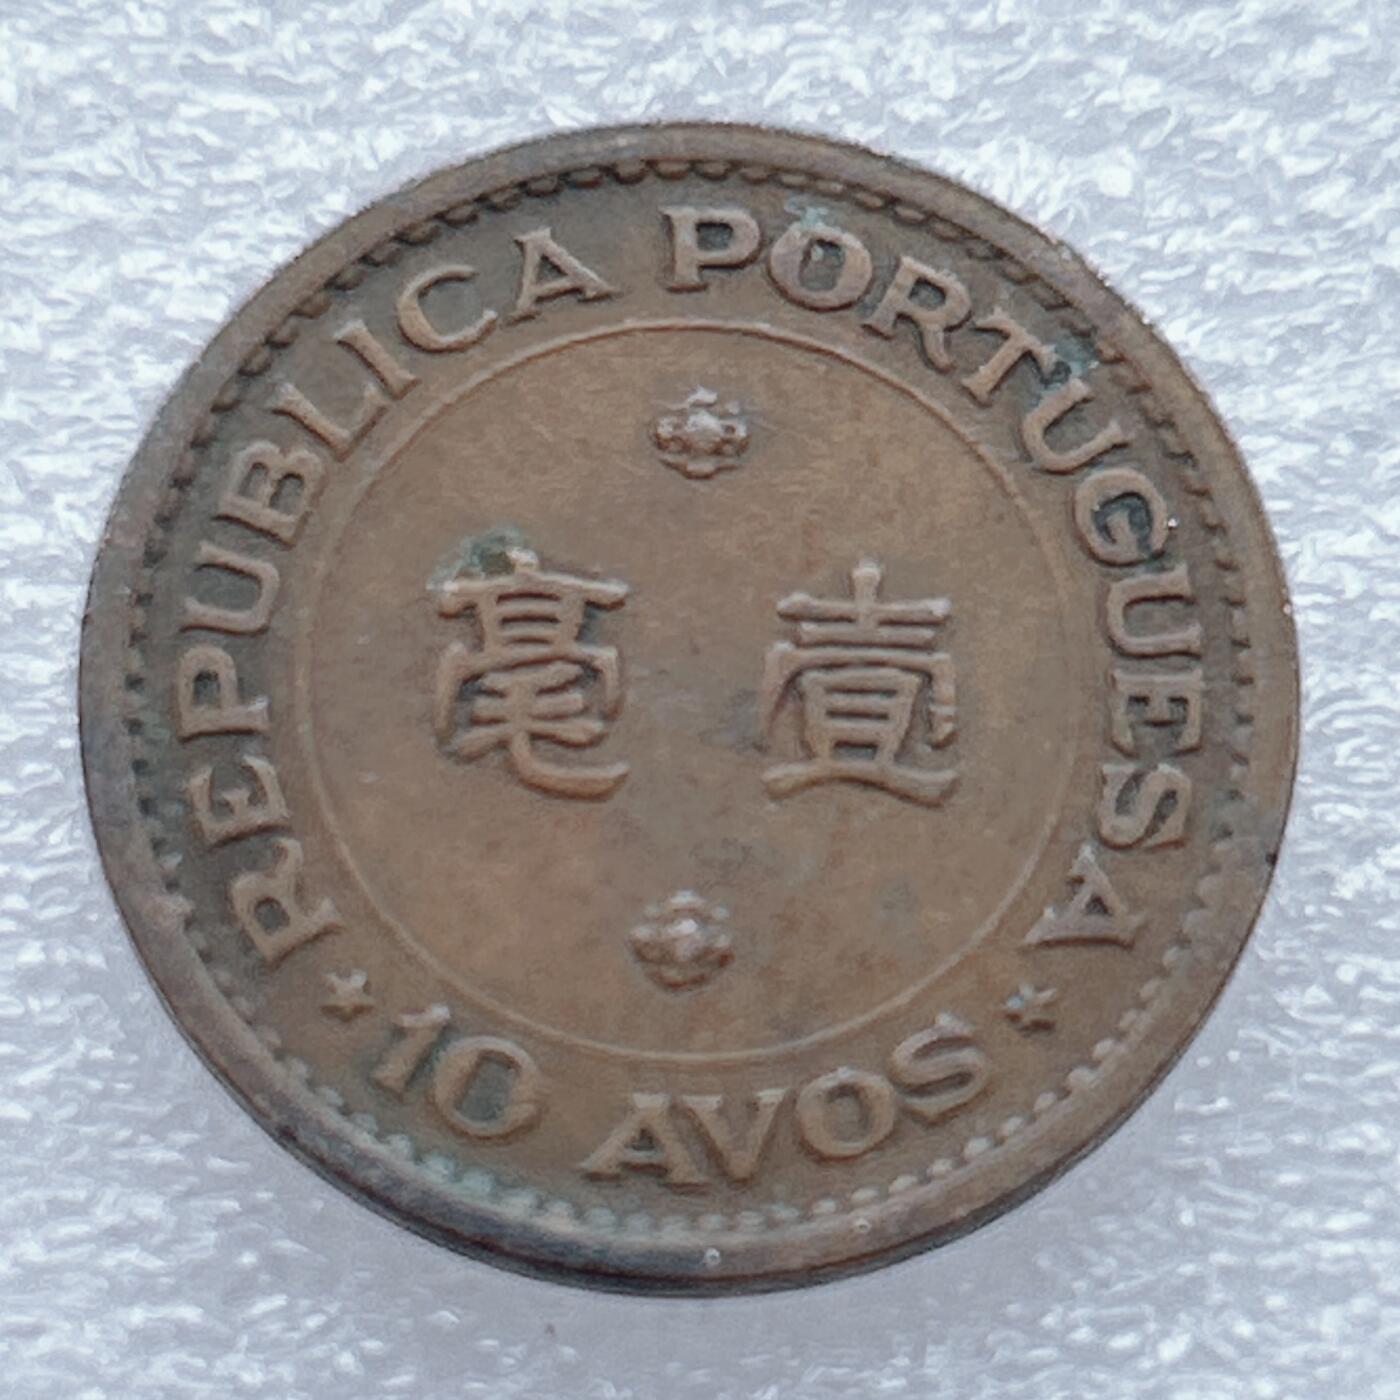 REPUBLICA PORTUGUESA
毫 壹
* 10 AVOS *